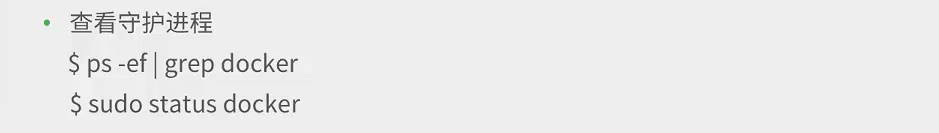 • 查看守护进程
$ ps -ef | grep docker
$ sudo status docker